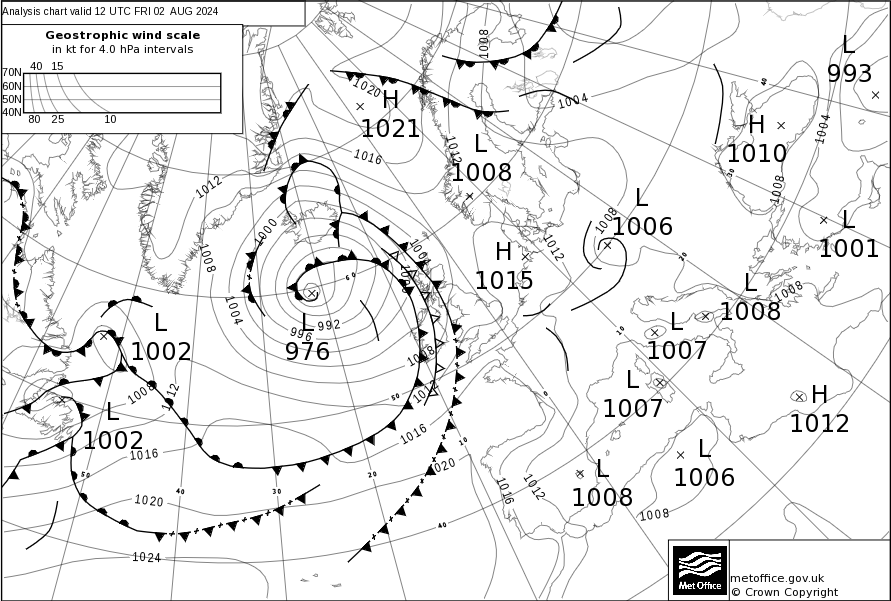 Analysis chart valid 12 UTC FRI 02 AUG 2024
Geostrophic wind scale
in kt for 4.0 hPa intervals
40 15
70N
60N
50N
40N
80 25 10
1008
L
993
1020
H
1021
1004
40
1004
H
1010
1012
L
1008
1016
30
1012
1008
1008
L
1006
L
1001
1000
H
1015
1012
1008
20
60
L
1008
1008
1004
L
976
996
992
10
L
1007
L
1002
1008
L
1007
H
1012
1008
1012
50
0
L
1002
1016
1016
10
L
1006
1020
L
1008
50
40
30
20
1016
1012
1020
40
1008
1024
Met Office
metoffice.gov.uk
© Crown Copyright